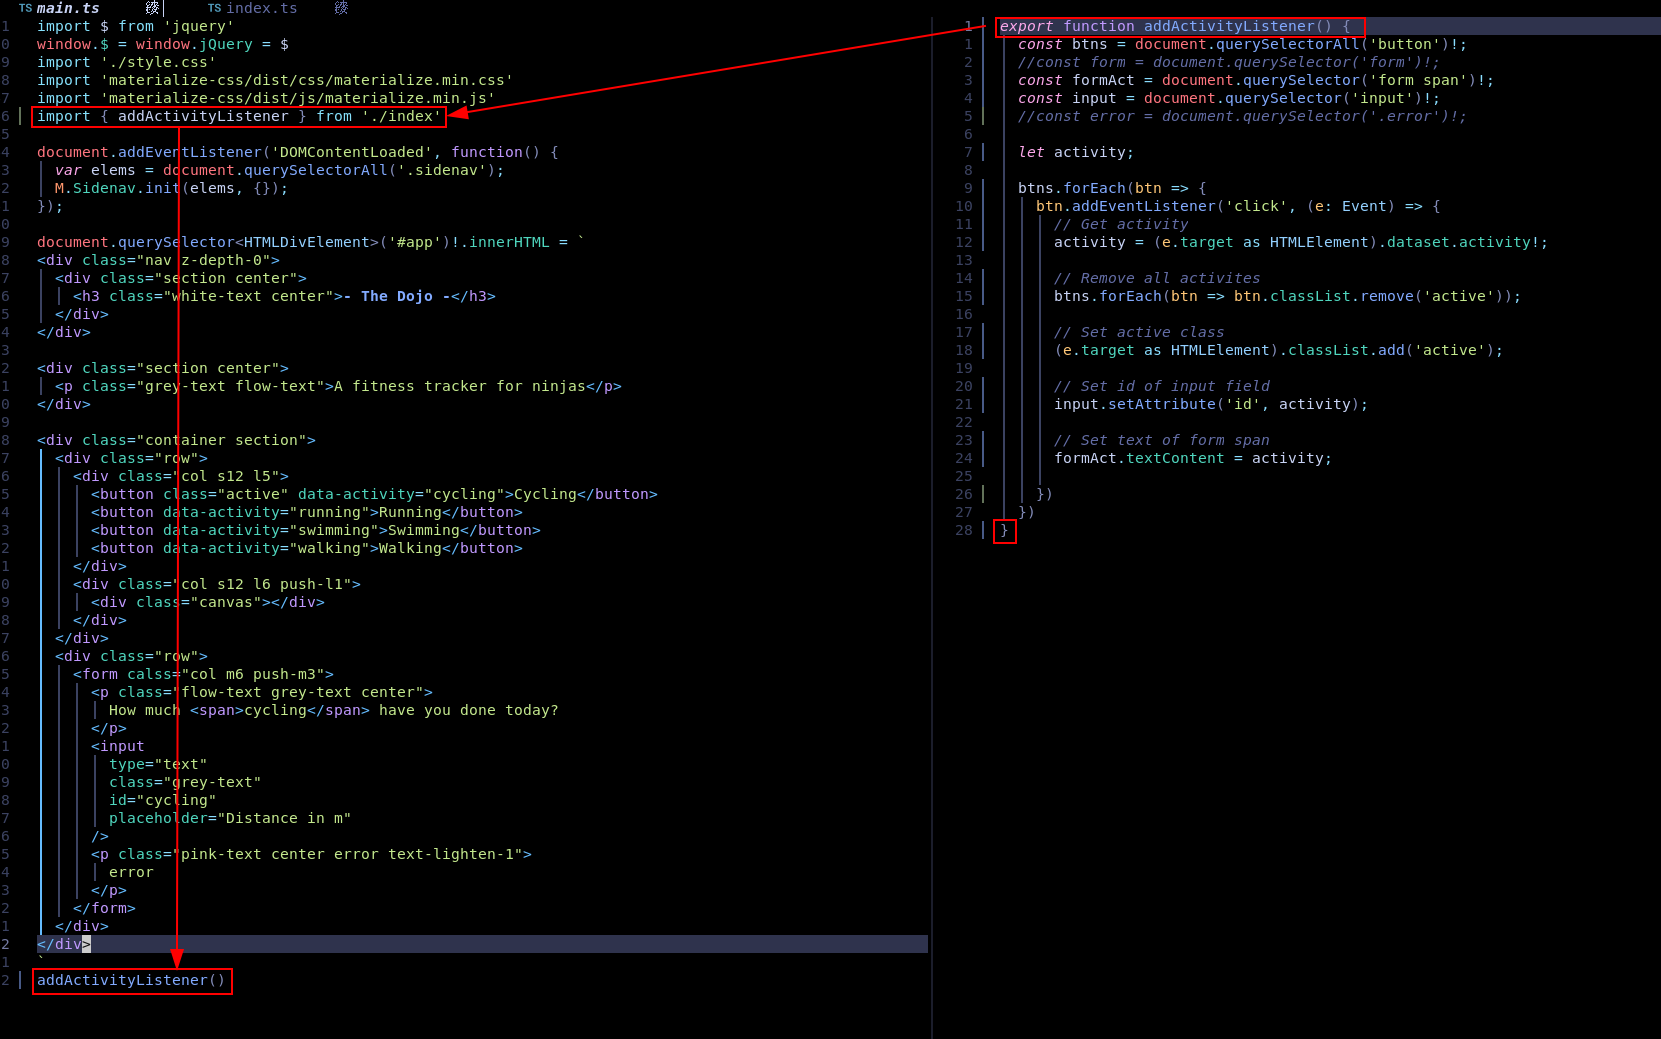 TS main.ts
TS index.ts
1 import $ from 'jquery'
0 window.$ = window.jQuery = $
9 import './style.css'
8 import 'materialize-css/dist/css/materialize.min.css'
7 import 'materialize-css/dist/js/materialize.min.js'
6 import { addActivityListener } from './index'
5
4 document.addEventListener('DOMContentLoaded', function() {
3 var elems = document.querySelectorAll('.sidenav');
2 M.Sidenav.init(elems, {});
1 });
0
9 document.querySelector<HTMLDivElement>('#app')!.innerHTML = `
8 <div class="nav z-depth-0">
7 <div class="section center">
6 <h3 class="white-text center">- The Dojo -</h3>
5 </div>
4 </div>
3
2 <div class="section center">
1 <p class="grey-text flow-text">A fitness tracker for ninjas</p>
0 </div>
9
8 <div class="container section">
7 <div class="row">
6 <div class="col s12 l5">
5 <button class="active" data-activity="cycling">Cycling</button>
4 <button data-activity="running">Running</button>
3 <button data-activity="swimming">Swimming</button>
2 <button data-activity="walking">Walking</button>
1 </div>
0 <div class="col s12 l6 push-l1">
9 <div class="canvas"></div>
8 </div>
7 </div>
6 <div class="row">
5 <form calss="col m6 push-m3">
4 <p class="flow-text grey-text center">
3 How much <span>cycling</span> have you done today?
2 </p>
1 <input
0 type="text"
9 class="grey-text"
8 id="cycling"
7 placeholder="Distance in m"
6 />
5 <p class="pink-text center error text-lighten-1">
4 error
3 </p>
2 </form>
1 </div>
2 </div>
1 `
2 addActivityListener()
1 export function addActivityListener() {
1 const btns = document.querySelectorAll('button')!;
2 //const form = document.querySelector('form')!;
3 const formAct = document.querySelector('form span')!;
4 const input = document.querySelector('input')!;
5 //const error = document.querySelector('.error')!;
6
7 let activity;
8
9 btns.forEach(btn => {
10 btn.addEventListener('click', (e: Event) => {
11 // Get activity
12 activity = (e.target as HTMLElement).dataset.activity!;
13
14 // Remove all activites
15 btns.forEach(btn => btn.classList.remove('active'));
16
17 // Set active class
18 (e.target as HTMLElement).classList.add('active');
19
20 // Set id of input field
21 input.setAttribute('id', activity);
22
23 // Set text of form span
24 formAct.textContent = activity;
25
26 })
27 })
28 }